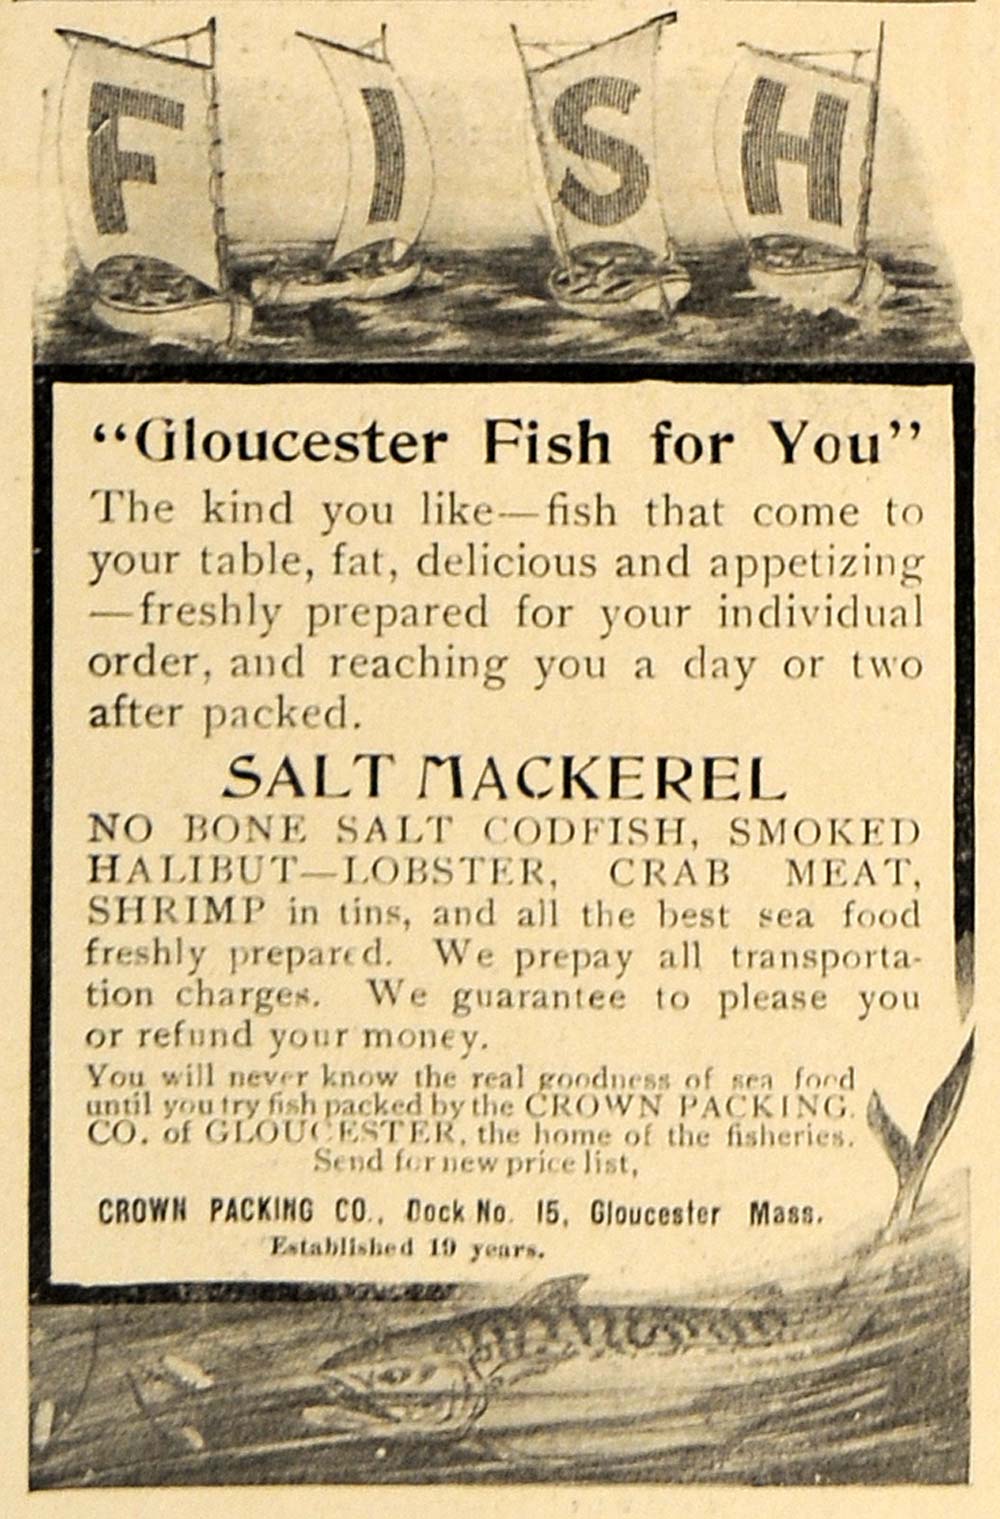 FISH
“Gloucester Fish for You”
The kind you like—fish that come to
your table, fat, delicious and appetizing
—freshly prepared for your individual
order, and reaching you a day or two
after packed.
SALT MACKEREL
NO BONE SALT CODFISH, SMOKED
HALIBUT—LOBSTER, CRAB MEAT,
SHRIMP in tins, and all the best sea food
freshly prepared. We prepay all transporta-
tion charges. We guarantee to please you
or refund your money.
You will never know the real goodness of sea food
until you try fish packed by the CROWN PACKING.
CO. of GLOUCESTER, the home of the fisheries.
Send for new price list,
CROWN PACKING CO., Dock No. 15, Gloucester Mass.
Established 19 years.